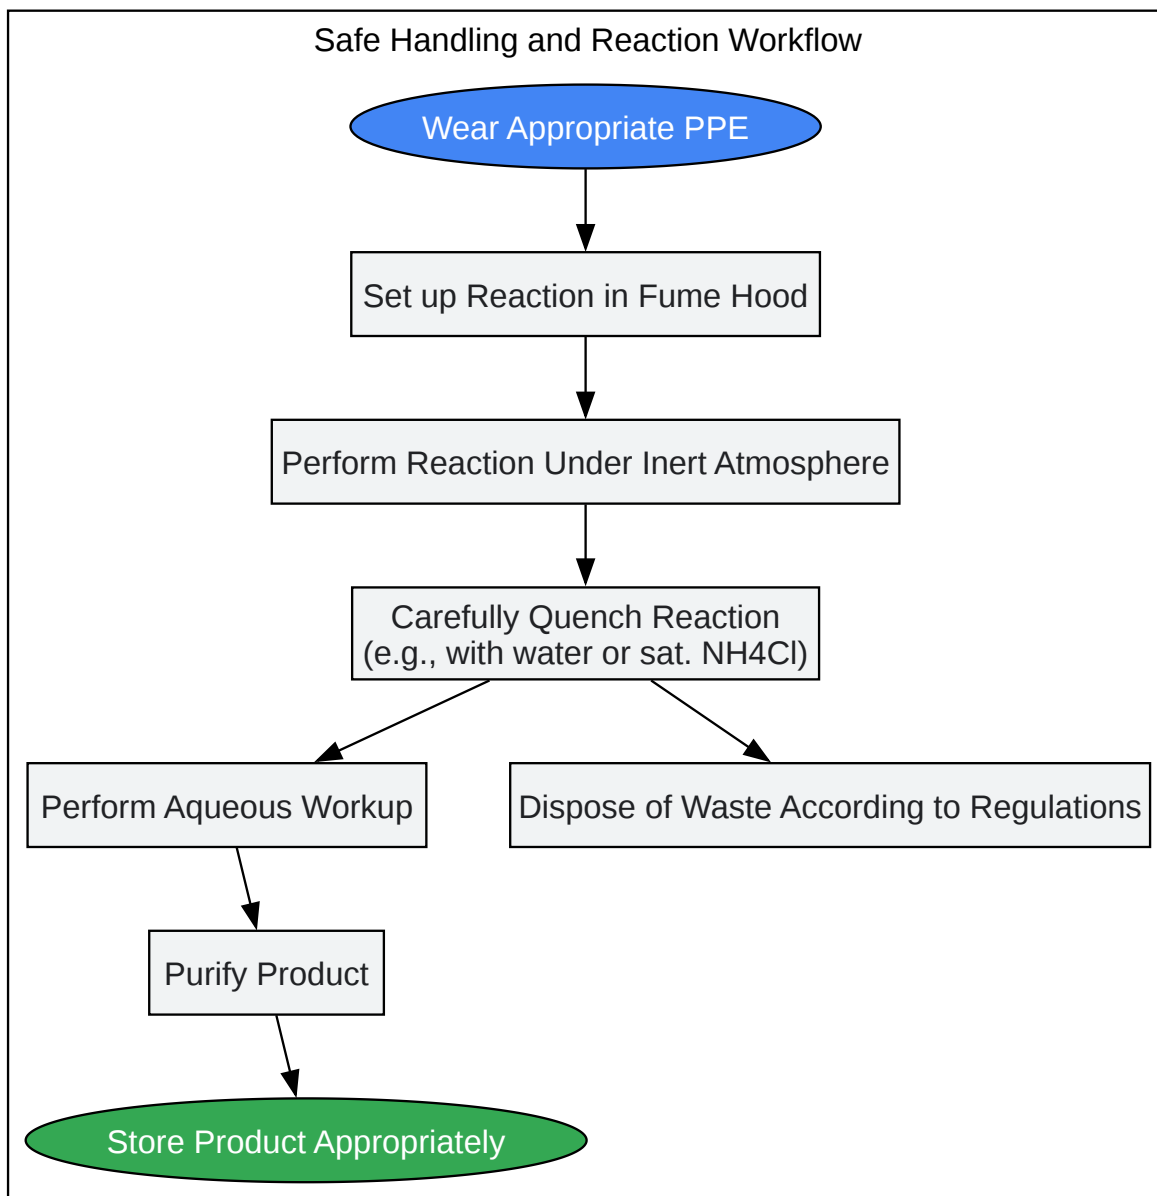 Safe Handling and Reaction Workflow
Wear Appropriate PPE
Set up Reaction in Fume Hood
Perform Reaction Under Inert Atmosphere
Carefully Quench Reaction
(e.g., with water or sat. NH4Cl)
Perform Aqueous Workup
Dispose of Waste According to Regulations
Purify Product
Store Product Appropriately